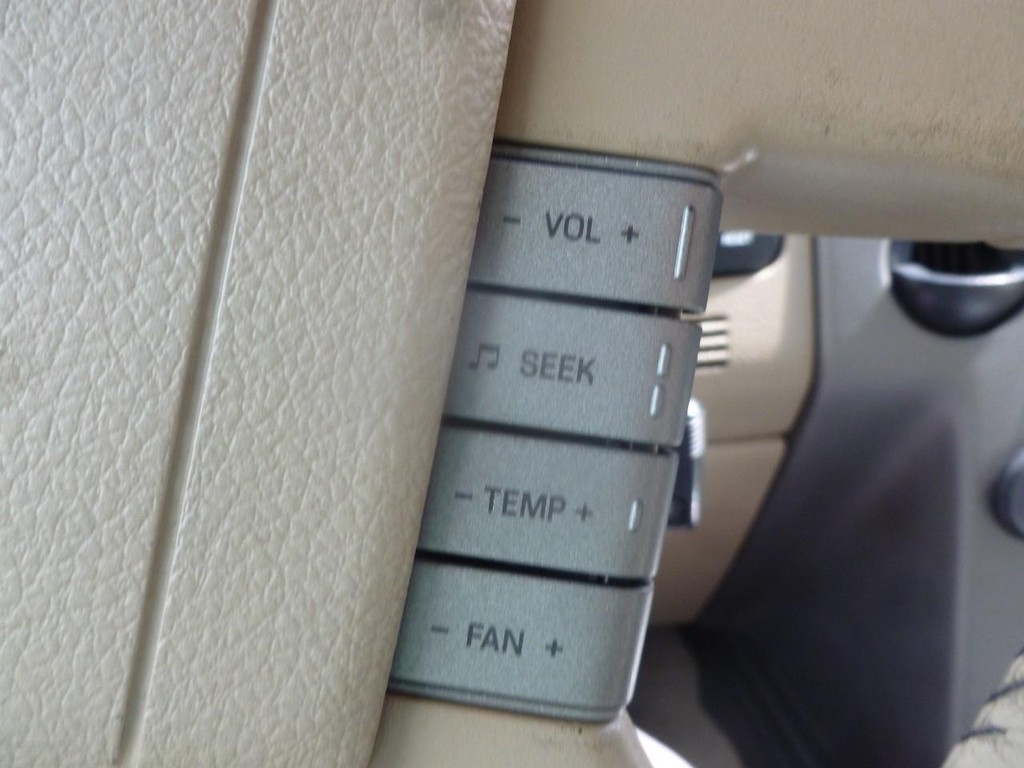 - VOL +
♫ SEEK
- TEMP +
- FAN +